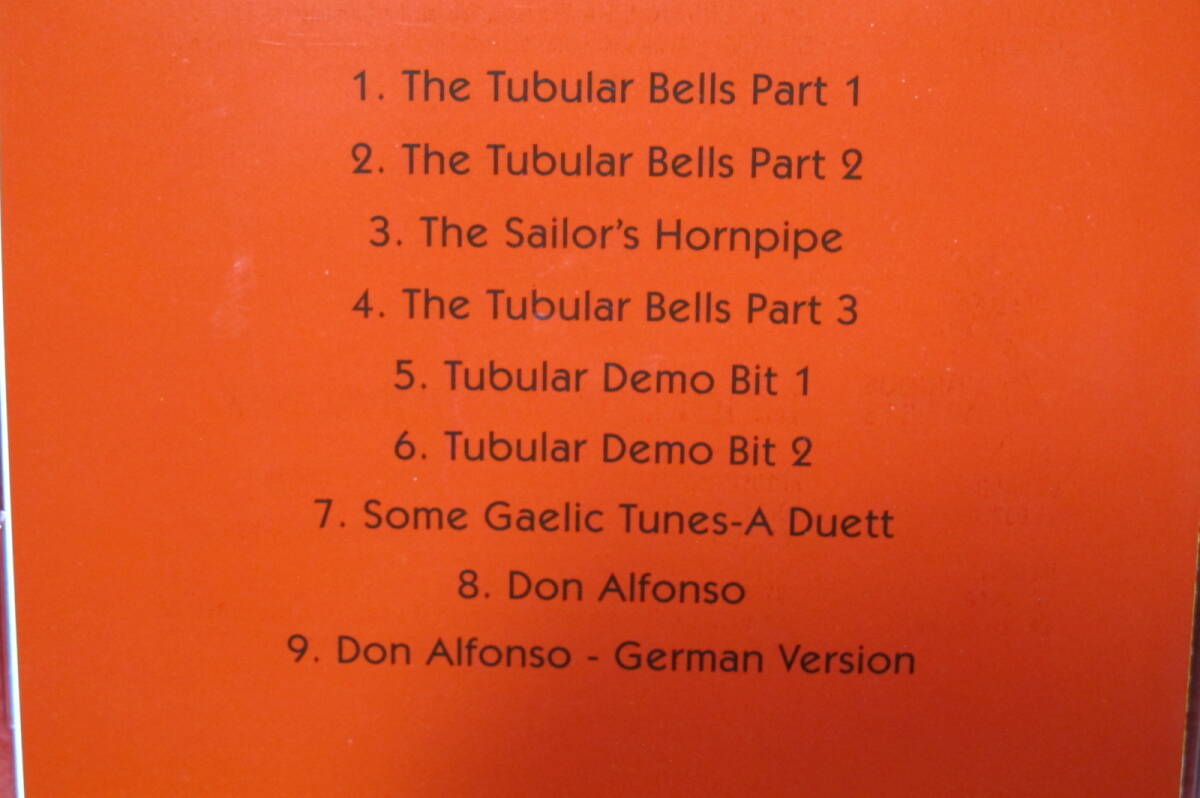 1. The Tubular Bells Part 1
2. The Tubular Bells Part 2
3. The Sailor's Hornpipe
4. The Tubular Bells Part 3
5. Tubular Demo Bit 1
6. Tubular Demo Bit 2
7. Some Gaelic Tunes-A Duett
8. Don Alfonso
9. Don Alfonso - German Version